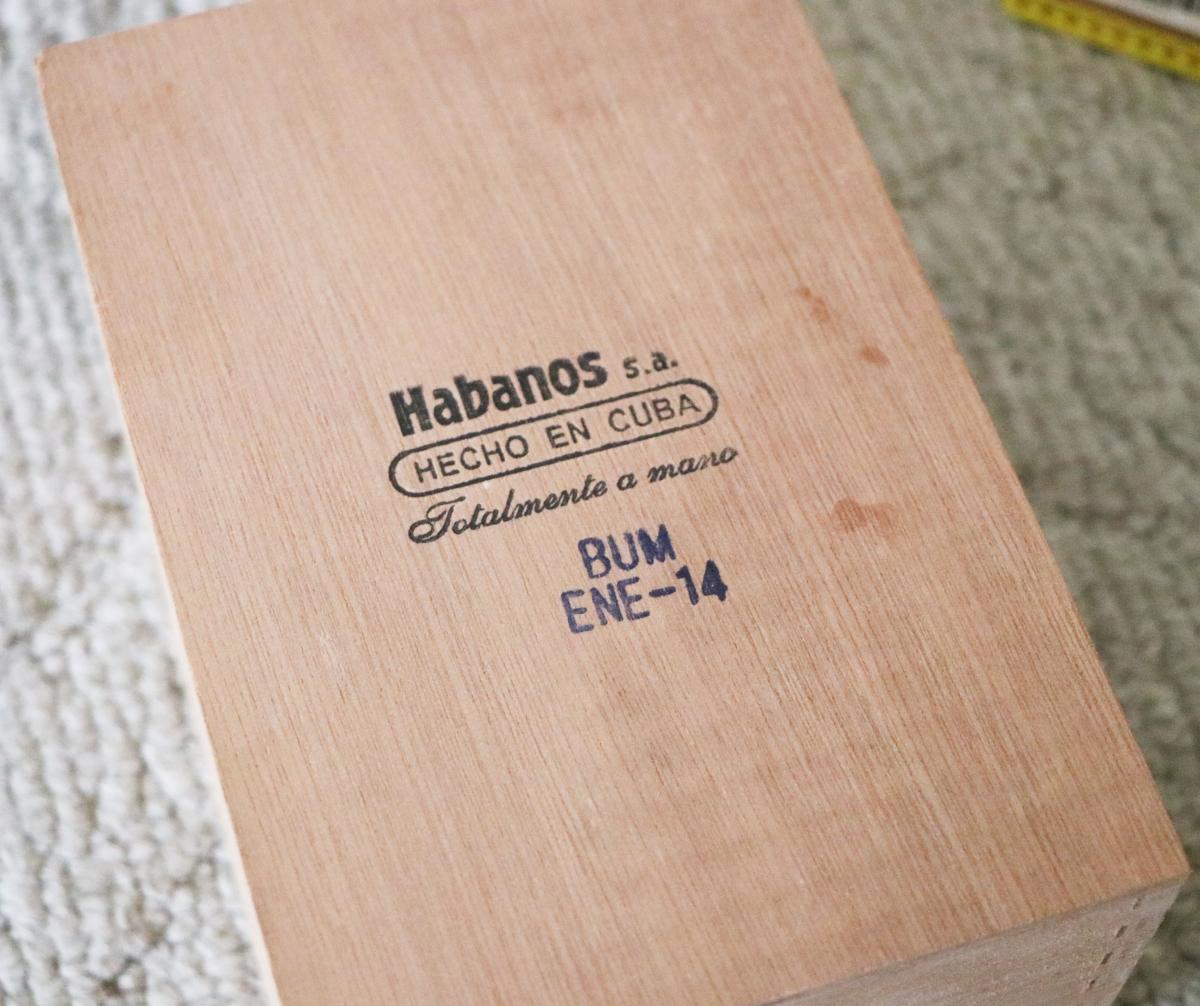 Habanos s.a.
HECHO EN CUBA
Totalmente a mano
BUM
ENE-14